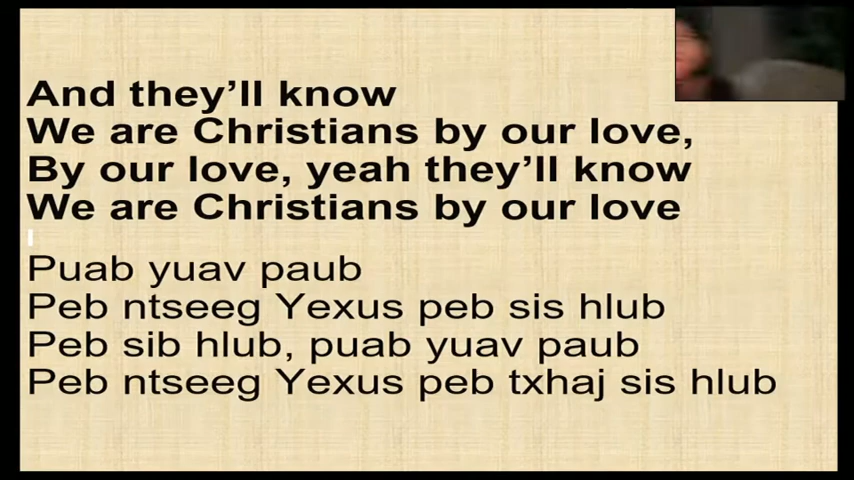 And they’ll know
We are Christians by our love,
By our love, yeah they’ll know
We are Christians by our love
Puab yuav paub
Peb ntseeg Yexus peb sis hlub
Peb sib hlub, puab yuav paub
Peb ntseeg Yexus peb txhaj sis hlub